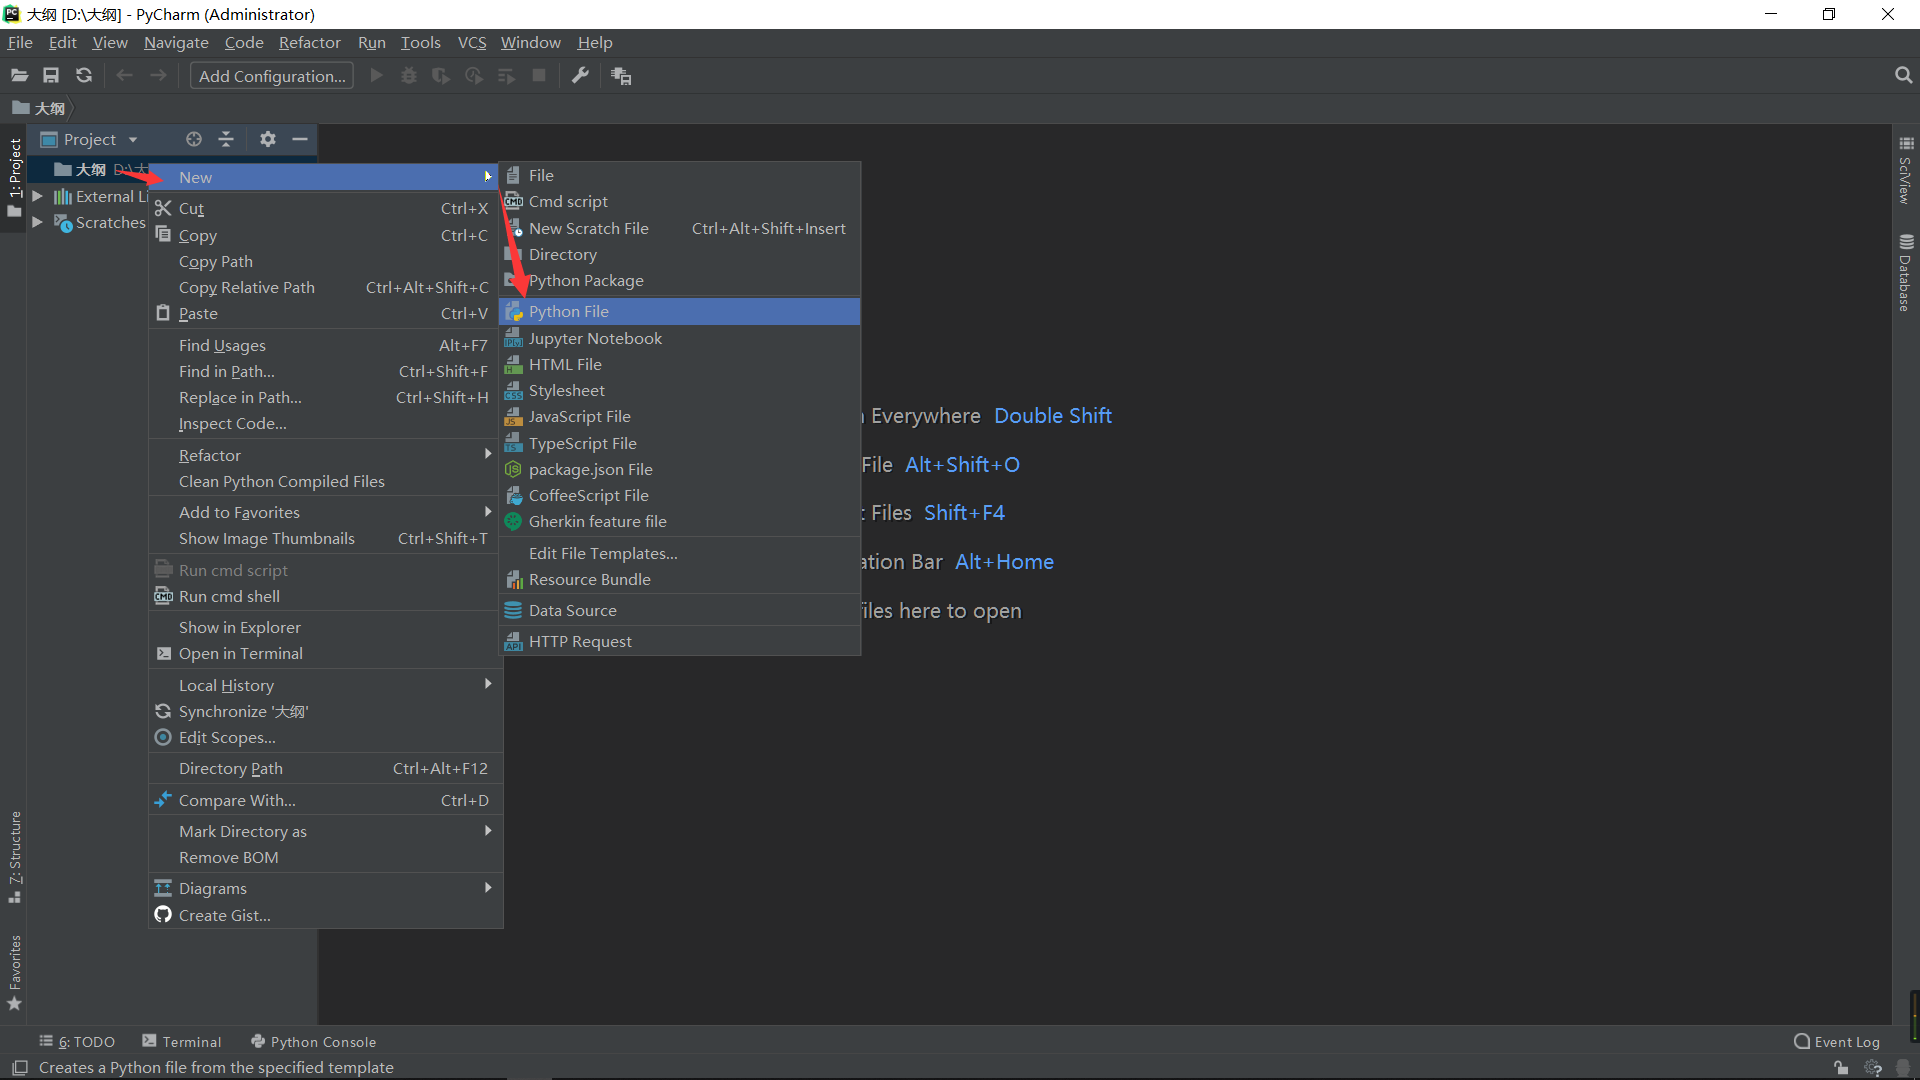 大纲 [D:\大纲] - PyCharm (Administrator)
File Edit View Navigate Code Refactor Run Tools VCS Window Help
Add Configuration...
大纲
1: Project
Project
大纲 D:\大
External Li
Scratches
New
Cut Ctrl+X
Copy Ctrl+C
Copy Path
Copy Relative Path Ctrl+Alt+Shift+C
Paste Ctrl+V
Find Usages Alt+F7
Find in Path... Ctrl+Shift+F
Replace in Path... Ctrl+Shift+H
Inspect Code...
Refactor
Clean Python Compiled Files
Add to Favorites
Show Image Thumbnails Ctrl+Shift+T
Run cmd script
Run cmd shell
Show in Explorer
Open in Terminal
Local History
Synchronize '大纲'
Edit Scopes...
Directory Path Ctrl+Alt+F12
Compare With... Ctrl+D
Mark Directory as
Remove BOM
Diagrams
Create Gist...
File
Cmd script
New Scratch File Ctrl+Alt+Shift+Insert
Directory
Python Package
Python File
Jupyter Notebook
HTML File
Stylesheet
JavaScript File
TypeScript File
package.json File
CoffeeScript File
Gherkin feature file
Edit File Templates...
Resource Bundle
Data Source
HTTP Request
Everywhere Double Shift
File Alt+Shift+O
Files Shift+F4
ation Bar Alt+Home
iles here to open
SciView
Database
7: Structure
Favorites
6: TODO Terminal Python Console Event Log
Creates a Python file from the specified template